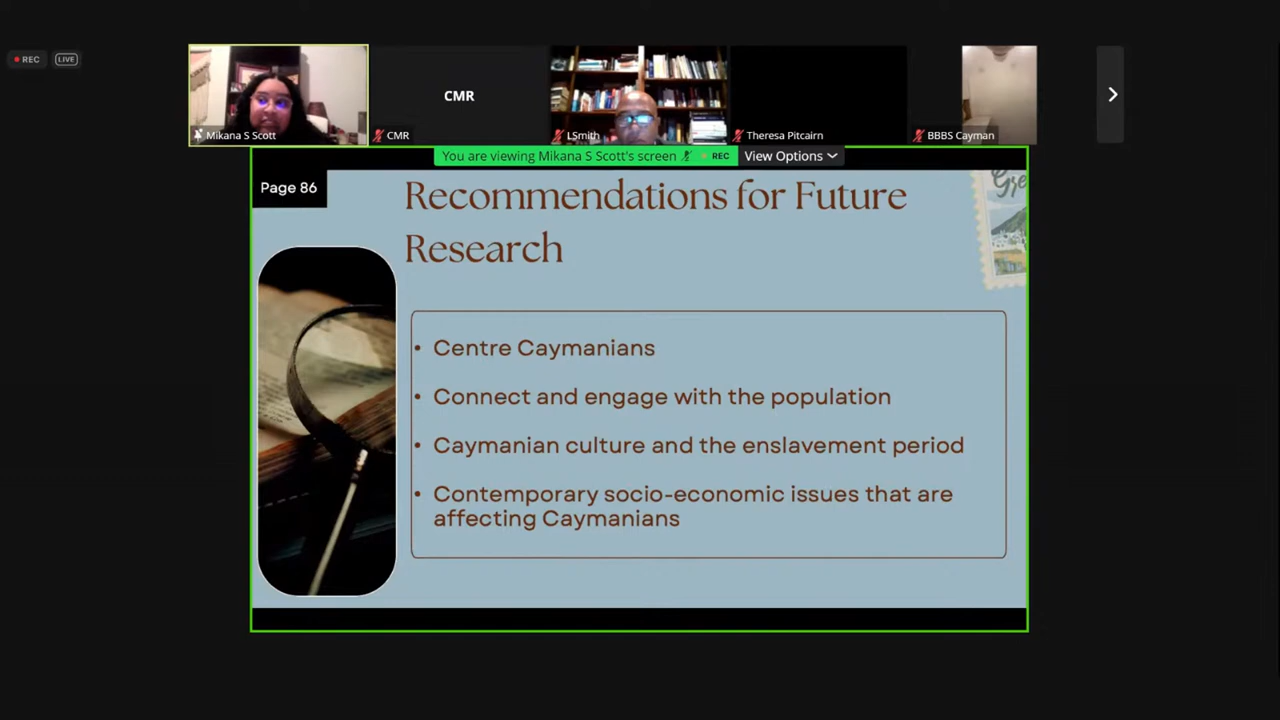 REC
LIVE
CMR
Mikana S Scott
CMR
LSmith
Theresa Pitcairn
BBBS Cayman
You are viewing Mikana S Scott's screen
REC
View Options
Page 86
Recommendations for Future
Research
Gre
• Centre Caymanians
• Connect and engage with the population
• Caymanian culture and the enslavement period
• Contemporary socio-economic issues that are
affecting Caymanians